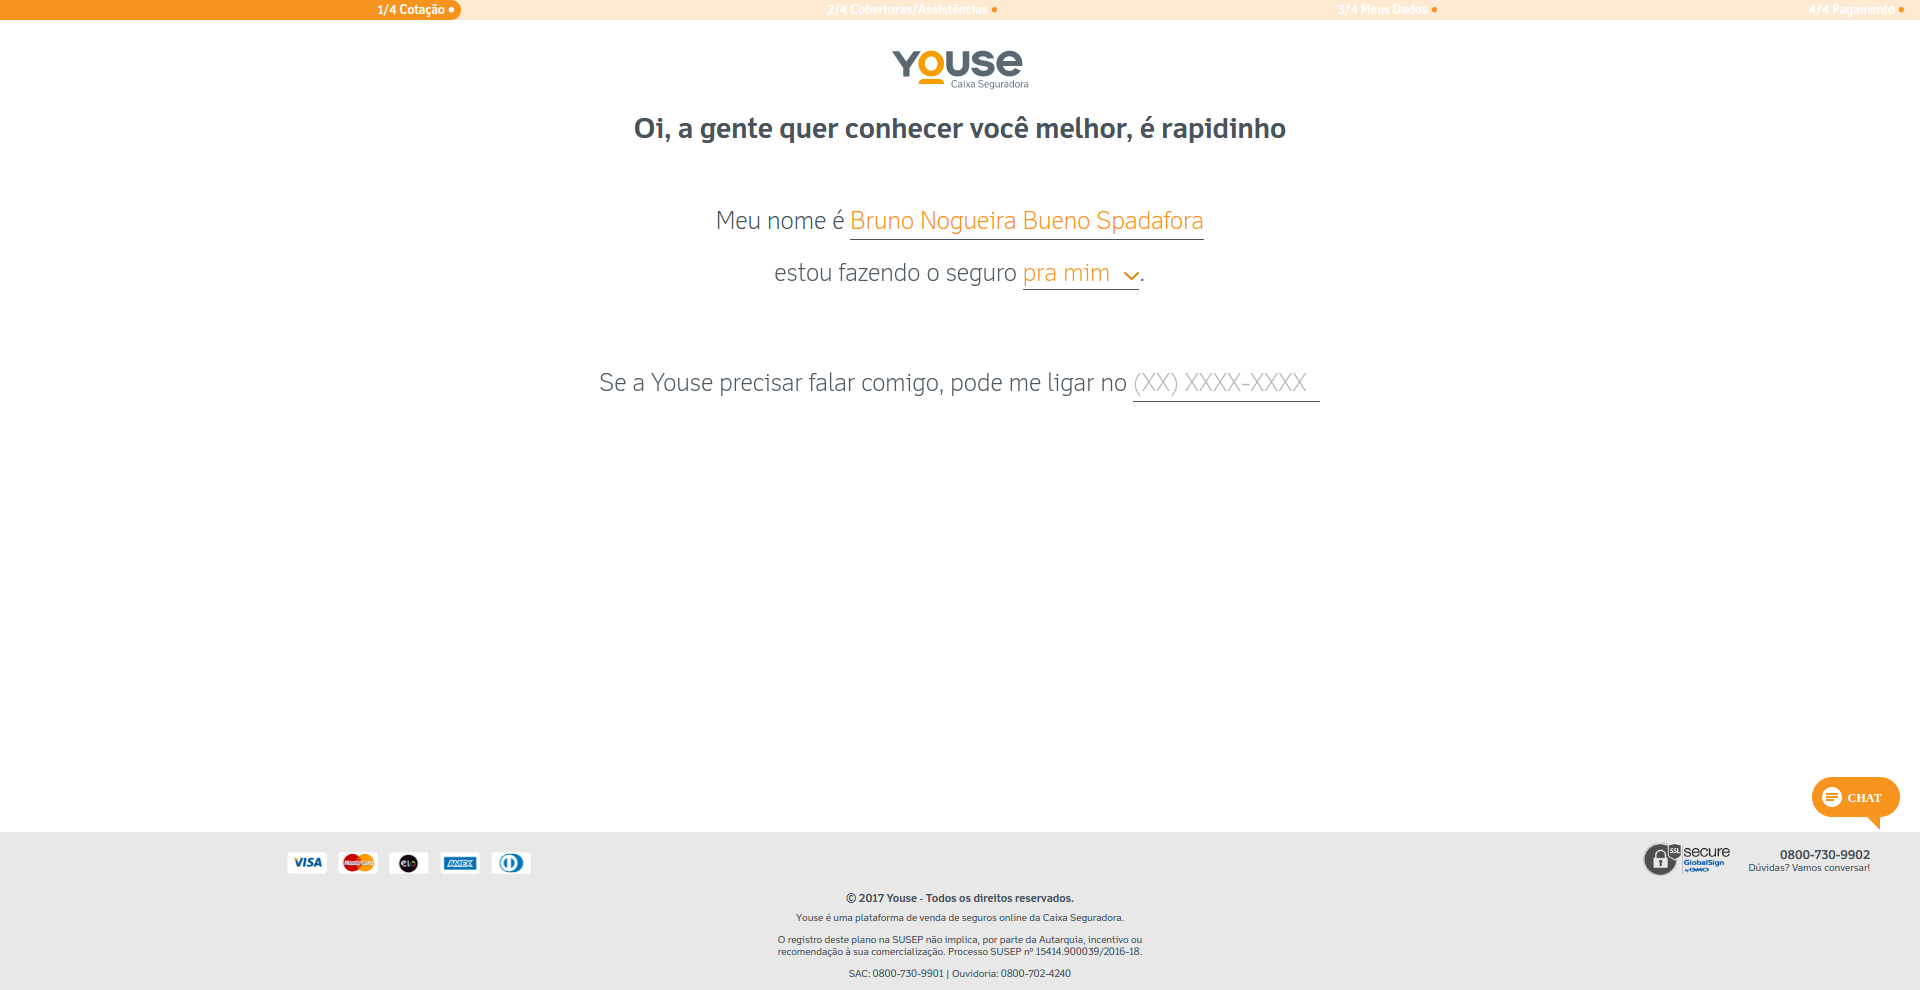 1/4 Cotação
2/4 Coberturas/Assistências
3/4 Meus Dados
4/4 Pagamento
youse
Caixa Seguradora
Oi, a gente quer conhecer você melhor, é rapidinho
Meu nome é Bruno Nogueira Bueno Spadafora
estou fazendo o seguro pra mim .
Se a Youse precisar falar comigo, pode me ligar no (XX) XXXX-XXXX
CHAT
VISA
MasterCard
elo
AMEX
SSL
secure
GlobalSign
by GMO
0800-730-9902
Dúvidas? Vamos conversar!
© 2017 Youse - Todos os direitos reservados.
Youse é uma plataforma de venda de seguros online da Caixa Seguradora.
O registro deste plano na SUSEP não implica, por parte da Autarquia, incentivo ou
recomendação à sua comercialização. Processo SUSEP nº 15414.900039/2016-18.
SAC: 0800-730-9901 | Ouvidoria: 0800-702-4240